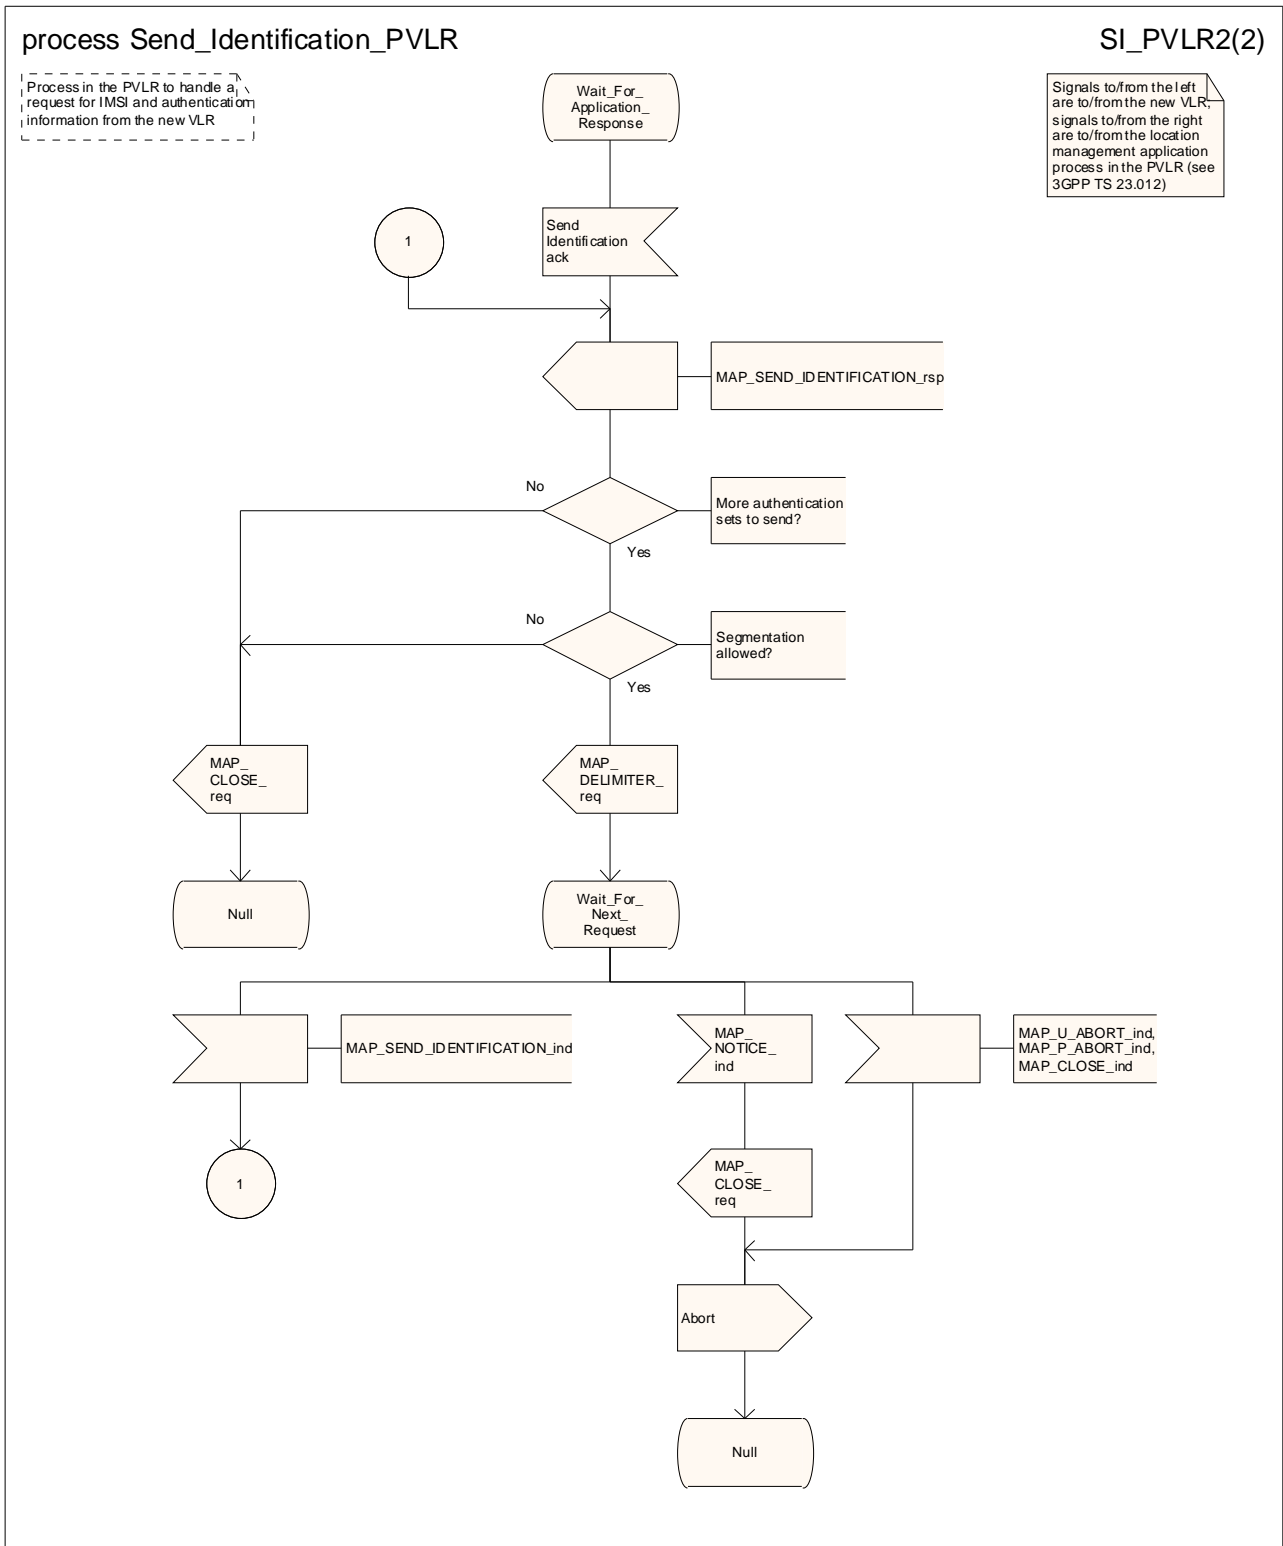 process Send_Identification_PVLR
SI_PVLR2(2)
Process in the PVLR to handle a
request for IMSI and authentication
information from the new VLR
Wait_For_
Application_
Response
Signals to/from the left
are to/from the new VLR;
signals to/from the right
are to/from the location
management application
process in the PVLR (see
3GPP TS 23.012)
1
Send
Identification
ack
MAP_SEND_IDENTIFICATION_rsp
No
More authentication
sets to send?
Yes
No
Segmentation
allowed?
Yes
MAP_
CLOSE_
req
MAP_
DELIMITER_
req
Null
Wait_For_
Next_
Request
MAP_SEND_IDENTIFICATION_ind
MAP_
NOTICE_
ind
MAP_U_ABORT_ind,
MAP_P_ABORT_ind,
MAP_CLOSE_ind
1
MAP_
CLOSE_
req
Abort
Null